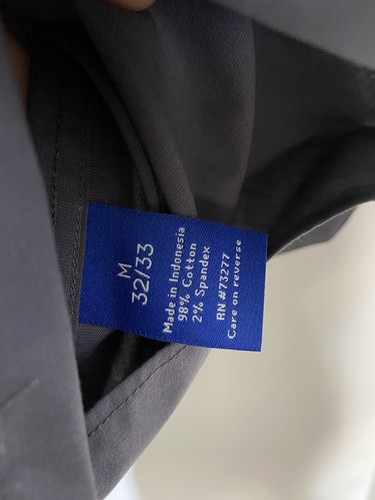 M
32/33
Made in Indonesia
98% Cotton
2% Spandex
RN #73277
Care on reverse